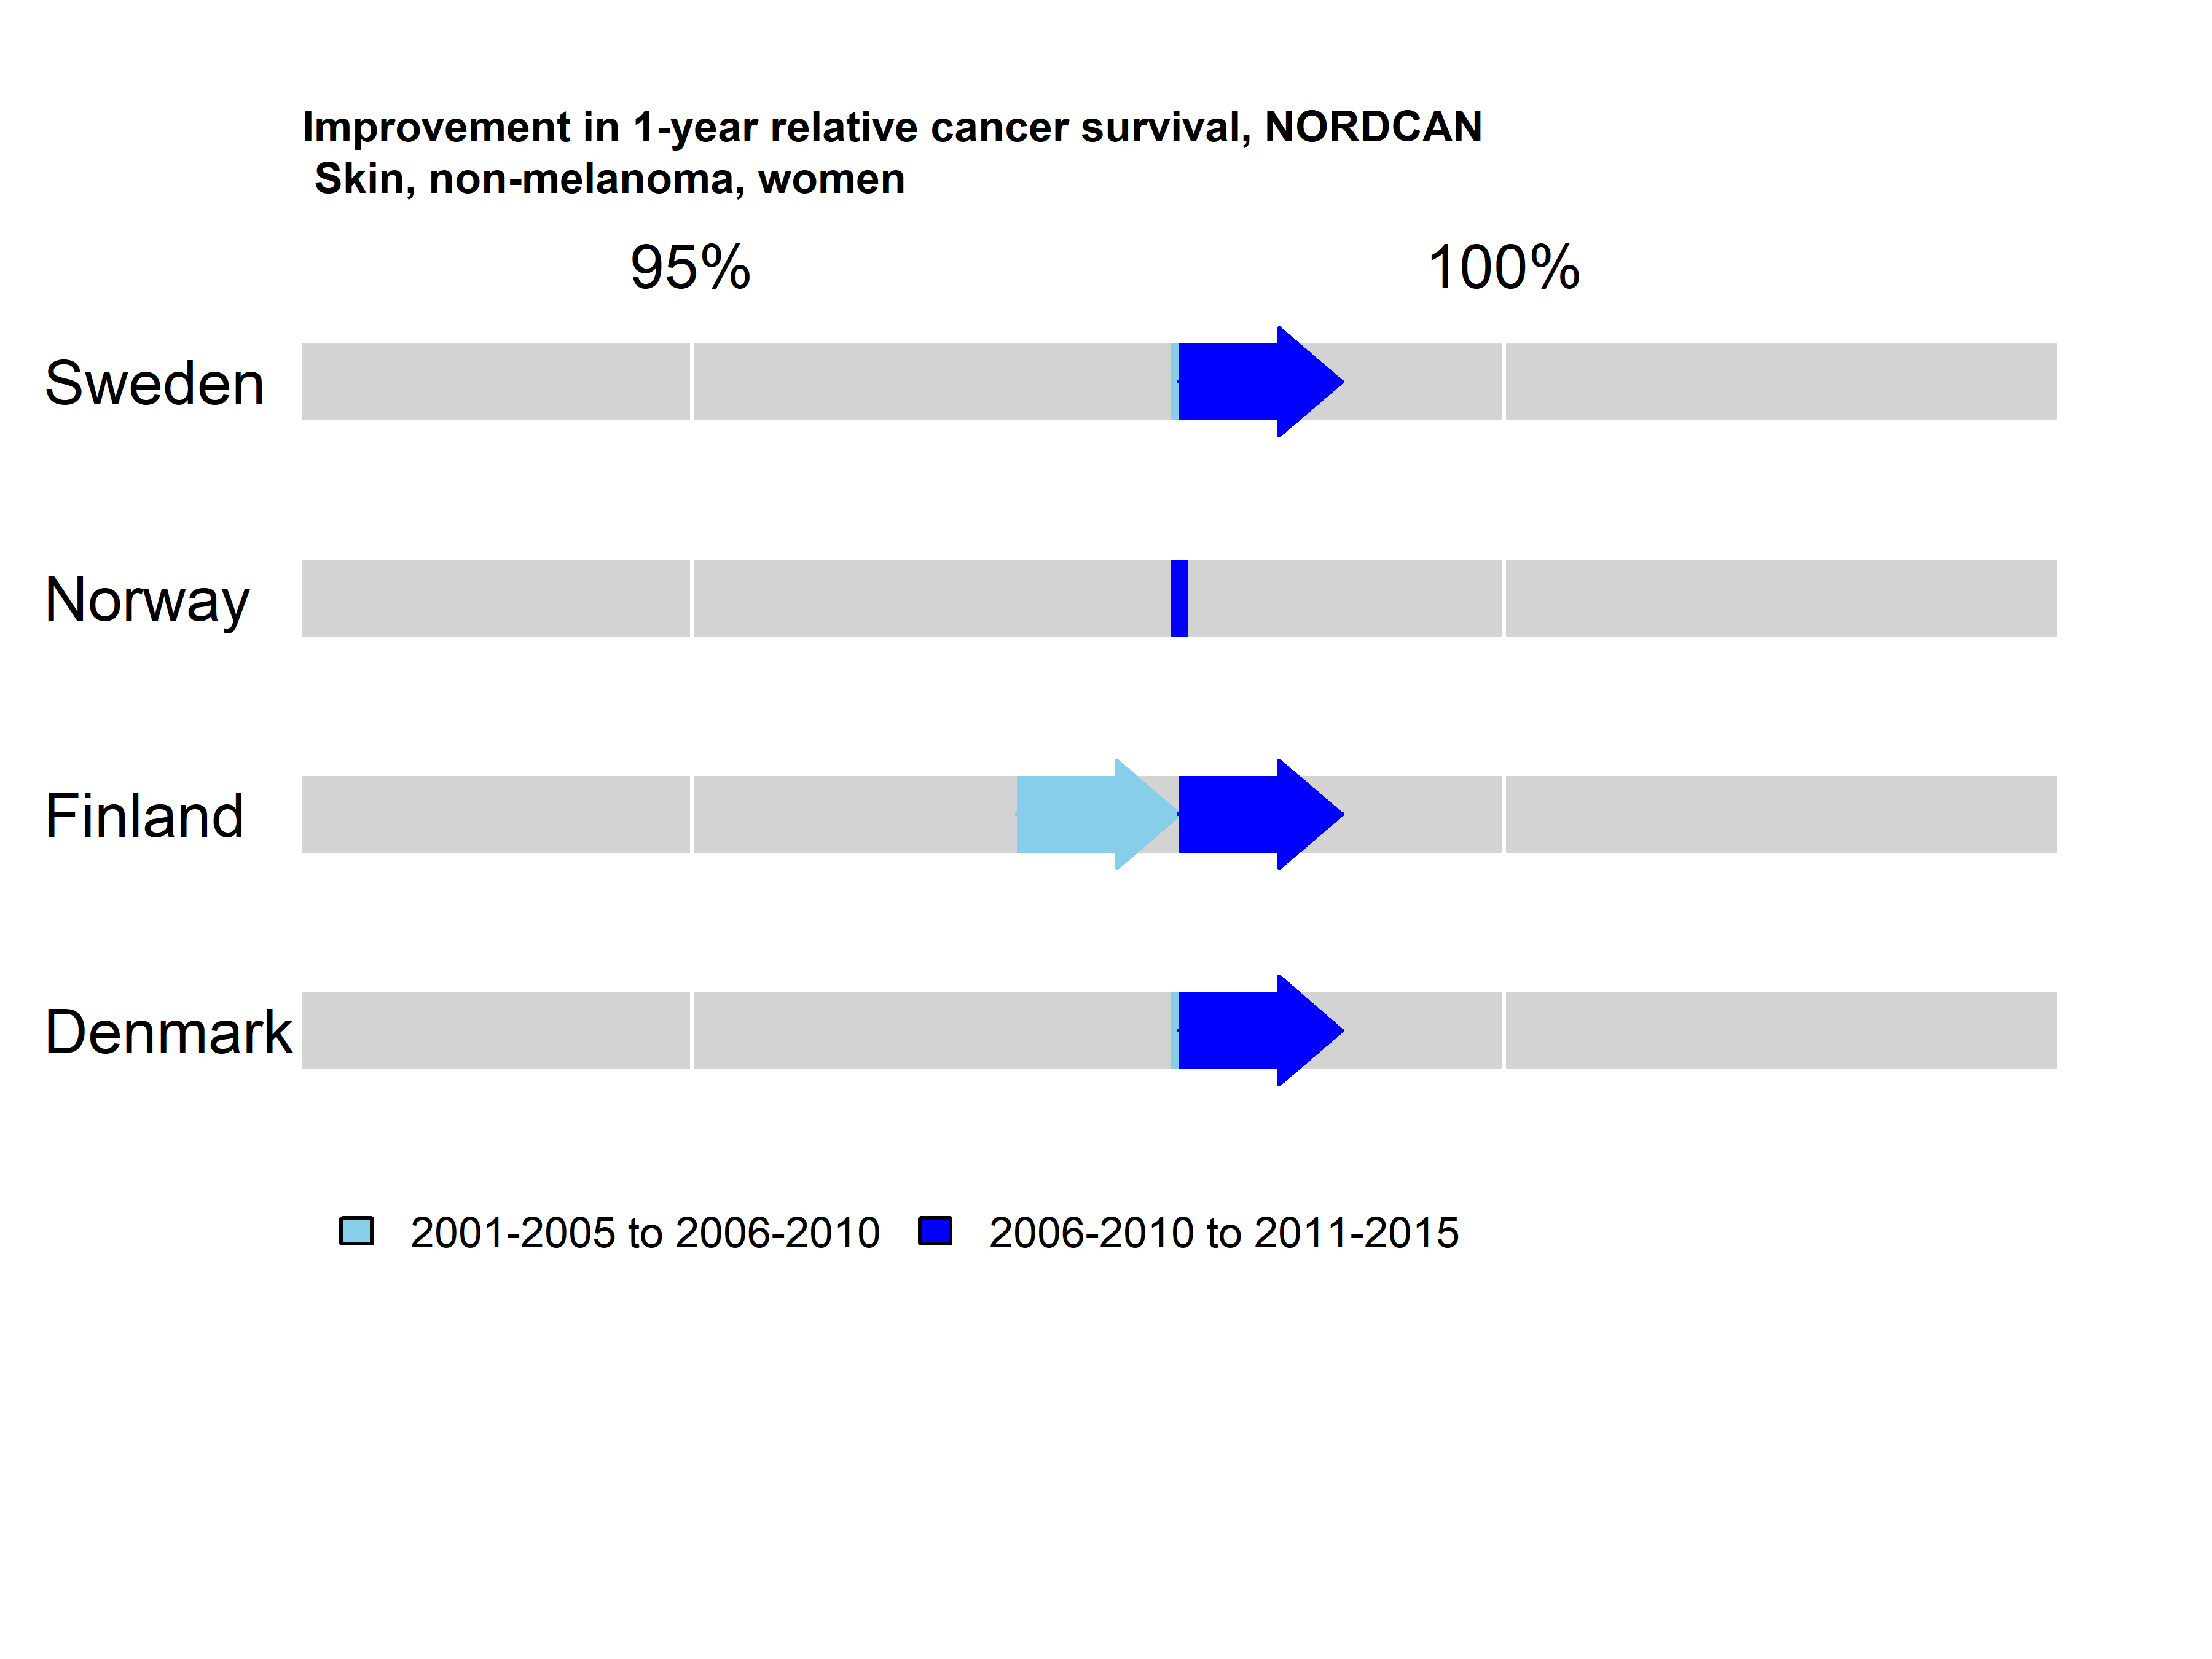 Improvement in 1-year relative cancer survival, NORDCAN
Skin, non-melanoma, women
95% 100%
Sweden
Norway
Finland
Denmark
2001-2005 to 2006-2010 2006-2010 to 2011-2015